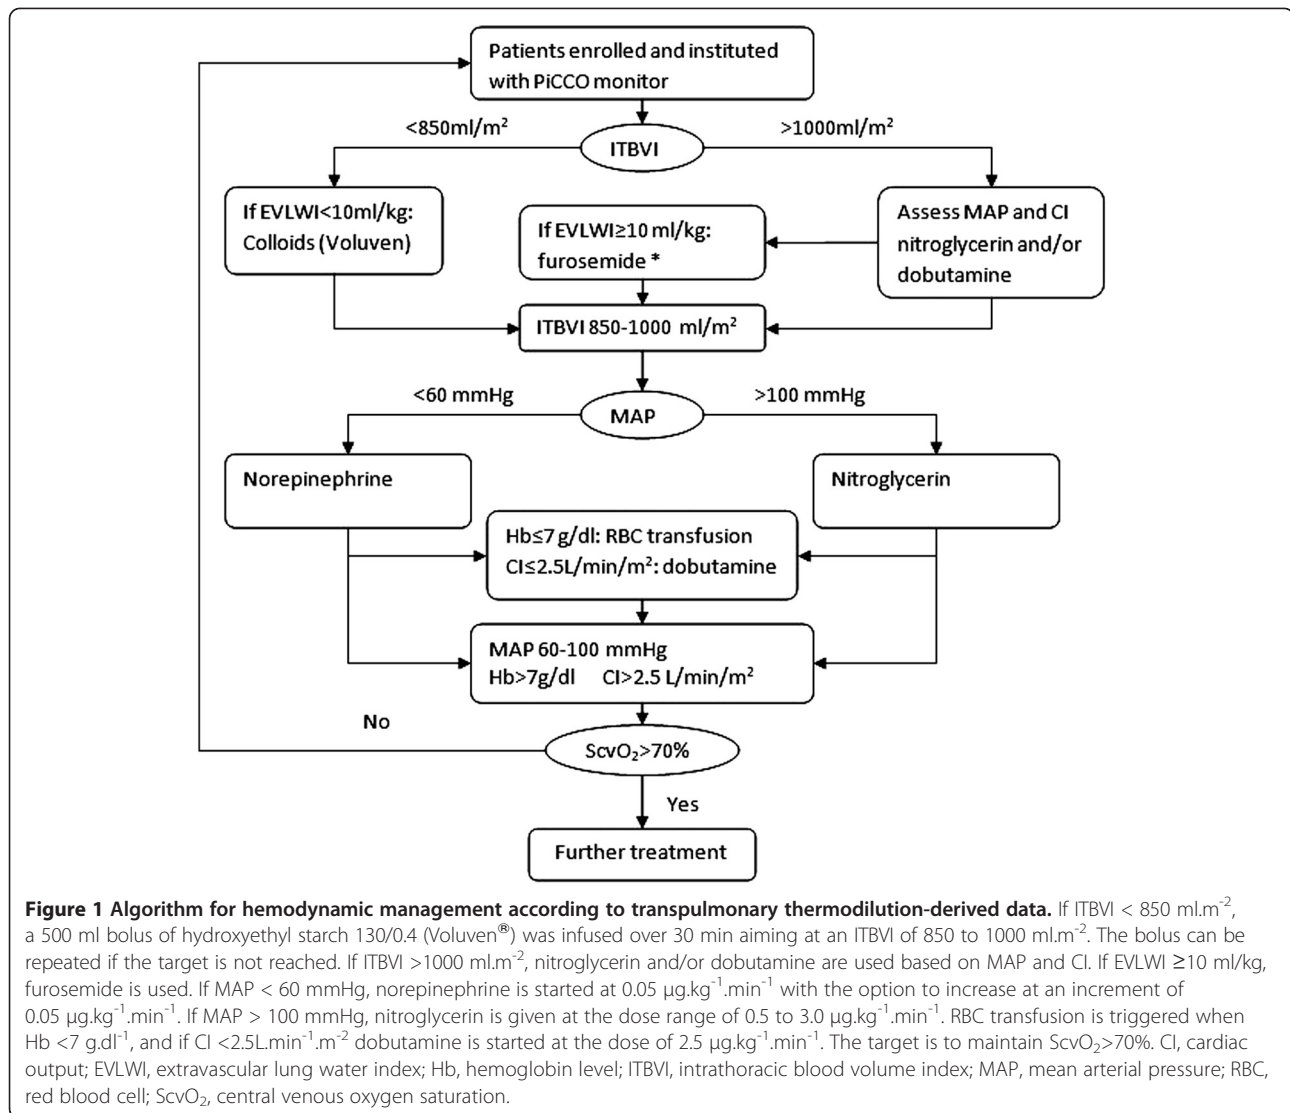 Patients enrolled and instituted
with PiCCO monitor
<850ml/m²
>1000ml/m²
ITBVI
If EVLWI<10ml/kg:
Colloids (Voluven)
If EVLWI≥10 ml/kg:
furosemide *
Assess MAP and CI
nitroglycerin and/or
dobutamine
ITBVI 850-1000 ml/m²
<60 mmHg
>100 mmHg
MAP
Norepinephrine
Nitroglycerin
Hb≤7 g/dl: RBC transfusion
CI≤2.5L/min/m²: dobutamine
MAP 60-100 mmHg
Hb>7g/dl CI>2.5 L/min/m²
No
ScvO₂>70%
Yes
Further treatment
Figure 1 Algorithm for hemodynamic management according to transpulmonary thermodilution-derived data. If ITBVI < 850 ml.m⁻²,
a 500 ml bolus of hydroxyethyl starch 130/0.4 (Voluven®) was infused over 30 min aiming at an ITBVI of 850 to 1000 ml.m⁻². The bolus can be
repeated if the target is not reached. If ITBVI >1000 ml.m⁻², nitroglycerin and/or dobutamine are used based on MAP and CI. If EVLWI ≥10 ml/kg,
furosemide is used. If MAP < 60 mmHg, norepinephrine is started at 0.05 μg.kg⁻¹.min⁻¹ with the option to increase at an increment of
0.05 μg.kg⁻¹.min⁻¹. If MAP > 100 mmHg, nitroglycerin is given at the dose range of 0.5 to 3.0 μg.kg⁻¹.min⁻¹. RBC transfusion is triggered when
Hb <7 g.dl⁻¹, and if CI <2.5L.min⁻¹.m⁻² dobutamine is started at the dose of 2.5 μg.kg⁻¹.min⁻¹. The target is to maintain ScvO₂>70%. CI, cardiac
output; EVLWI, extravascular lung water index; Hb, hemoglobin level; ITBVI, intrathoracic blood volume index; MAP, mean arterial pressure; RBC,
red blood cell; ScvO₂, central venous oxygen saturation.